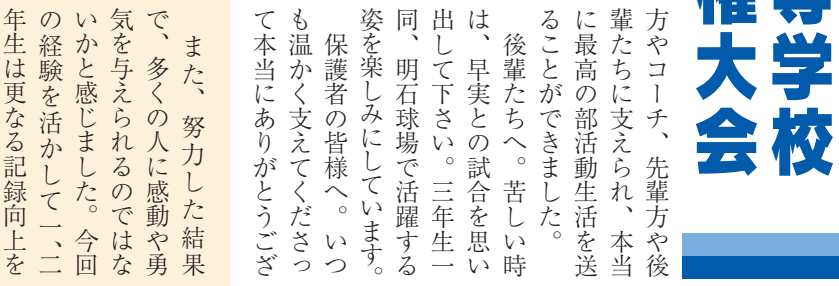 等学校
権大会
方やコーチ、先輩方や後
輩たちに支えられ、本当
に最高の部活動生活を送
ることができました。
後輩たちへ。苦しい時
は、早実との試合を思い
出して下さい。三年生一
同、明石球場で活躍する
姿を楽しみにしています。
保護者の皆様へ。いつ
も温かく支えてくださっ
て本当にありがとうござ
また、努力した結果
で、多くの人に感動や勇
気を与えられるのではな
いかと感じました。今回
の経験を活かして一、二
年生は更なる記録向上を